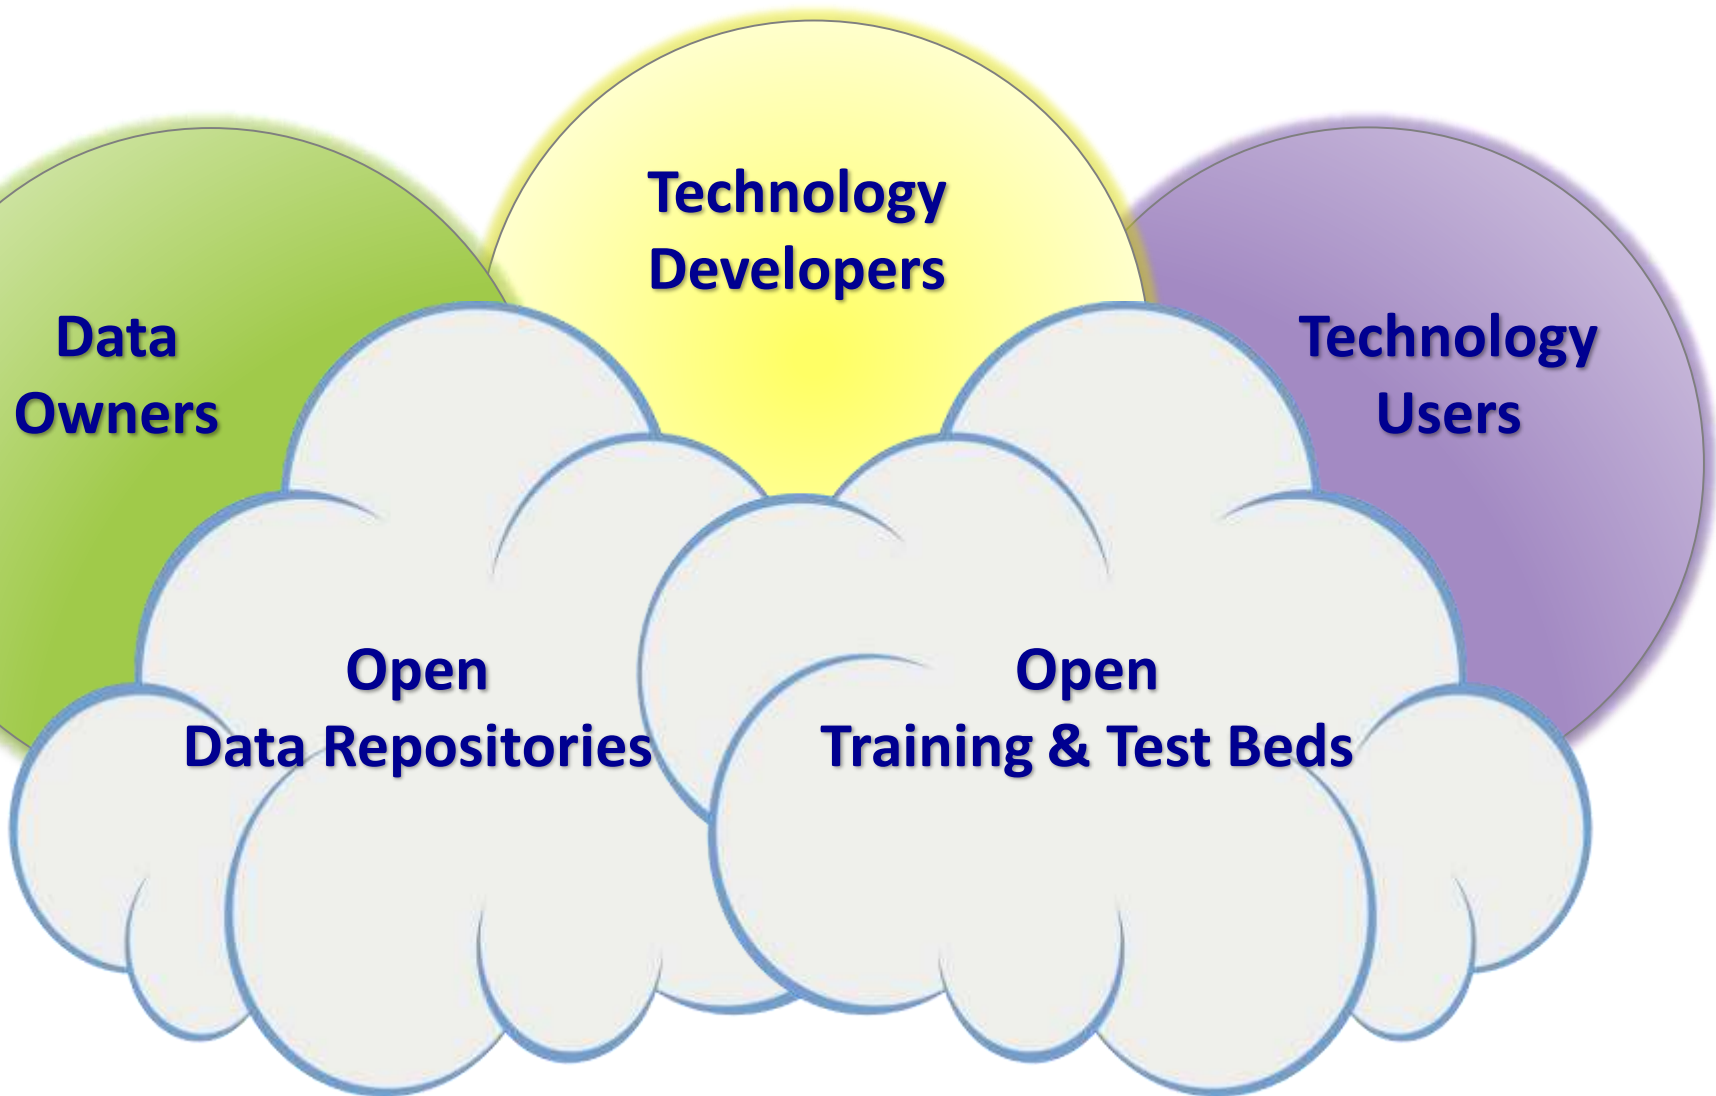 Technology
Developers
Data
Owners
Technology
Users
Open
Data Repositories
Open
Training & Test Beds